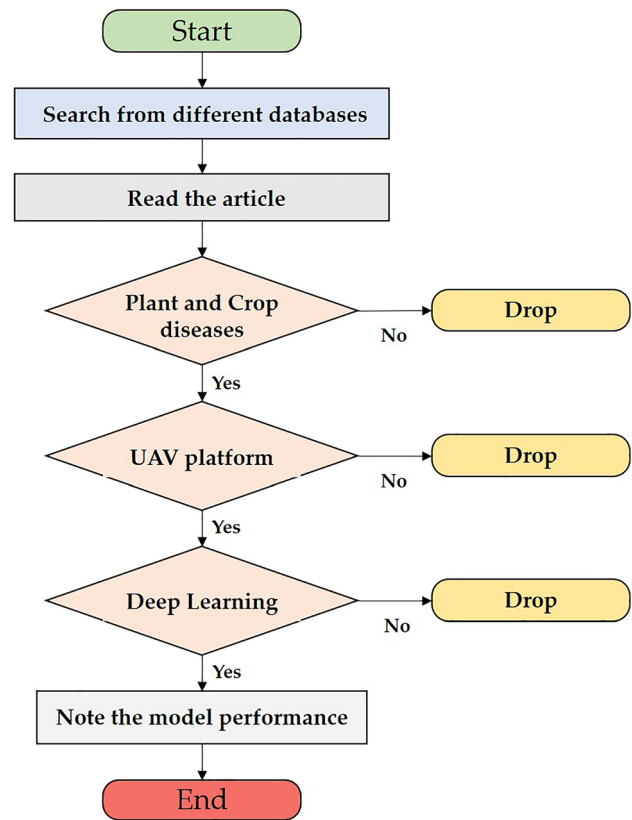 Start
Search from different databases
Read the article
Plant and Crop
diseases
No
Drop
Yes
UAV platform
No
Drop
Yes
Deep Learning
No
Drop
Yes
Note the model performance
End